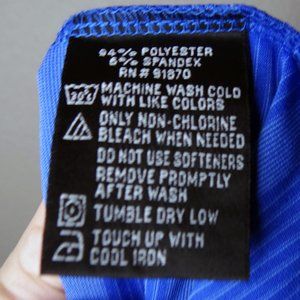 94% POLYESTER
6% SPANDEX
RN# 91870
MACHINE WASH COLD
WITH LIKE COLORS
ONLY NON-CHLORINE
BLEACH WHEN NEEDED
DO NOT USE SOFTENERS
REMOVE PROMPTLY
AFTER WASH
TUMBLE DRY LOW
TOUCH UP WITH
COOL IRON